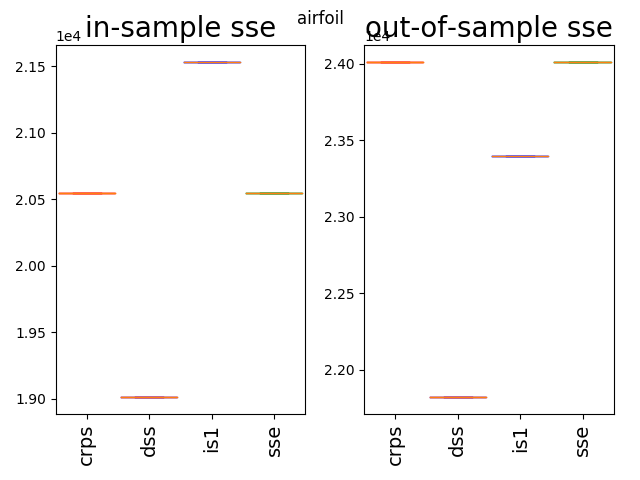 airfoil
in-sample sse
1e4
2.15
2.10
2.05
2.00
1.95
1.90
crps
dss
is1
sse
out-of-sample sse
1e4
2.40
2.35
2.30
2.25
2.20
crps
dss
is1
sse